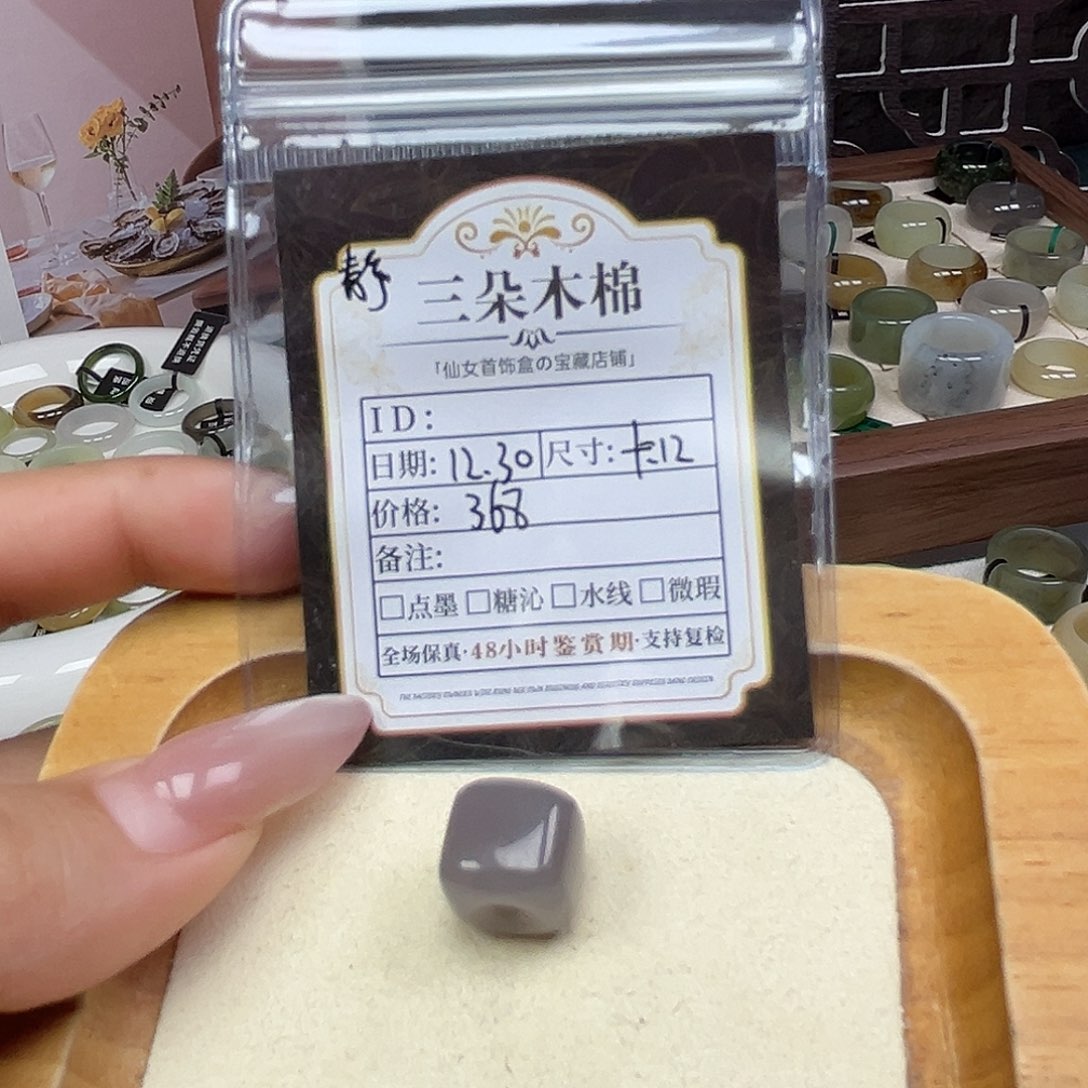 静
三朵木棉
「仙女首饰盒の宝藏店铺」
ID:
日期: 12.30 尺寸: 卡12
价格: 368
备注:
□点墨 □糖沁 □水线 □微瑕
全场保真·48小时鉴赏期·支持复检